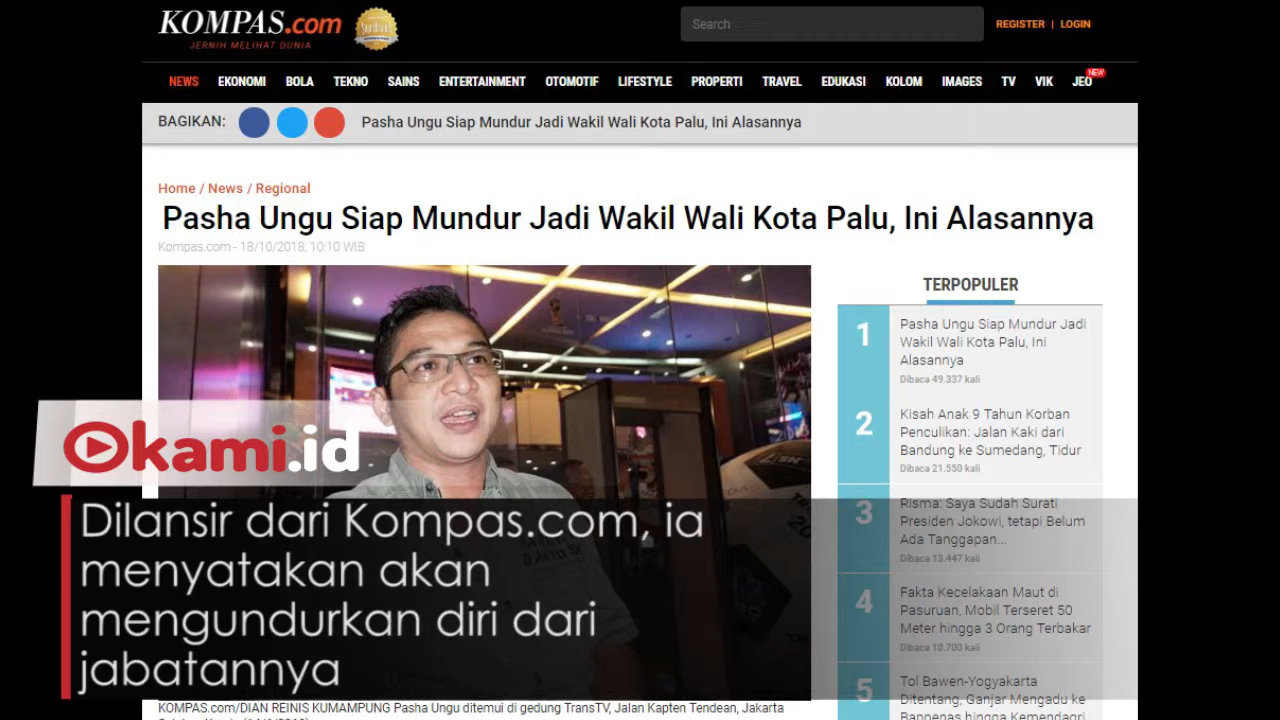 KOMPAS.com
JERNIH MELIHAT DUNIA
Search
REGISTER | LOGIN
NEWS EKONOMI BOLA TEKNO SAINS ENTERTAINMENT OTOMOTIF LIFESTYLE PROPERTI TRAVEL EDUKASI KOLOM IMAGES TV VIK JEO NEW
BAGIKAN: Pasha Ungu Siap Mundur Jadi Wakil Wali Kota Palu, Ini Alasannya
Home / News / Regional
Pasha Ungu Siap Mundur Jadi Wakil Wali Kota Palu, Ini Alasannya
Kompas.com - 18/10/2018, 10:10 WIB
Okami.id
Dilansir dari Kompas.com, ia
menyatakan akan
mengundurkan diri dari
jabatannya
KOMPAS.com/DIAN REINIS KUMAMPUNG Pasha Ungu ditemui di gedung TransTV, Jalan Kapten Tendean, Jakarta
TERPOPULER
1
Pasha Ungu Siap Mundur Jadi
Wakil Wali Kota Palu, Ini
Alasannya
Dibaca 49.337 kali
2
Kisah Anak 9 Tahun Korban
Penculikan: Jalan Kaki dari
Bandung ke Sumedang, Tidur
Dibaca 21.550 kali
3
Risma: Saya Sudah Surati
Presiden Jokowi, tetapi Belum
Ada Tanggapan...
Dibaca 13.447 kali
4
Fakta Kecelakaan Maut di
Pasuruan, Mobil Terseret 50
Meter hingga 3 Orang Terbakar
Dibaca 10.700 kali
5
Tol Bawen-Yogyakarta
Ditentang, Ganjar Mengadu ke
Bappenas hingga Kemendagri